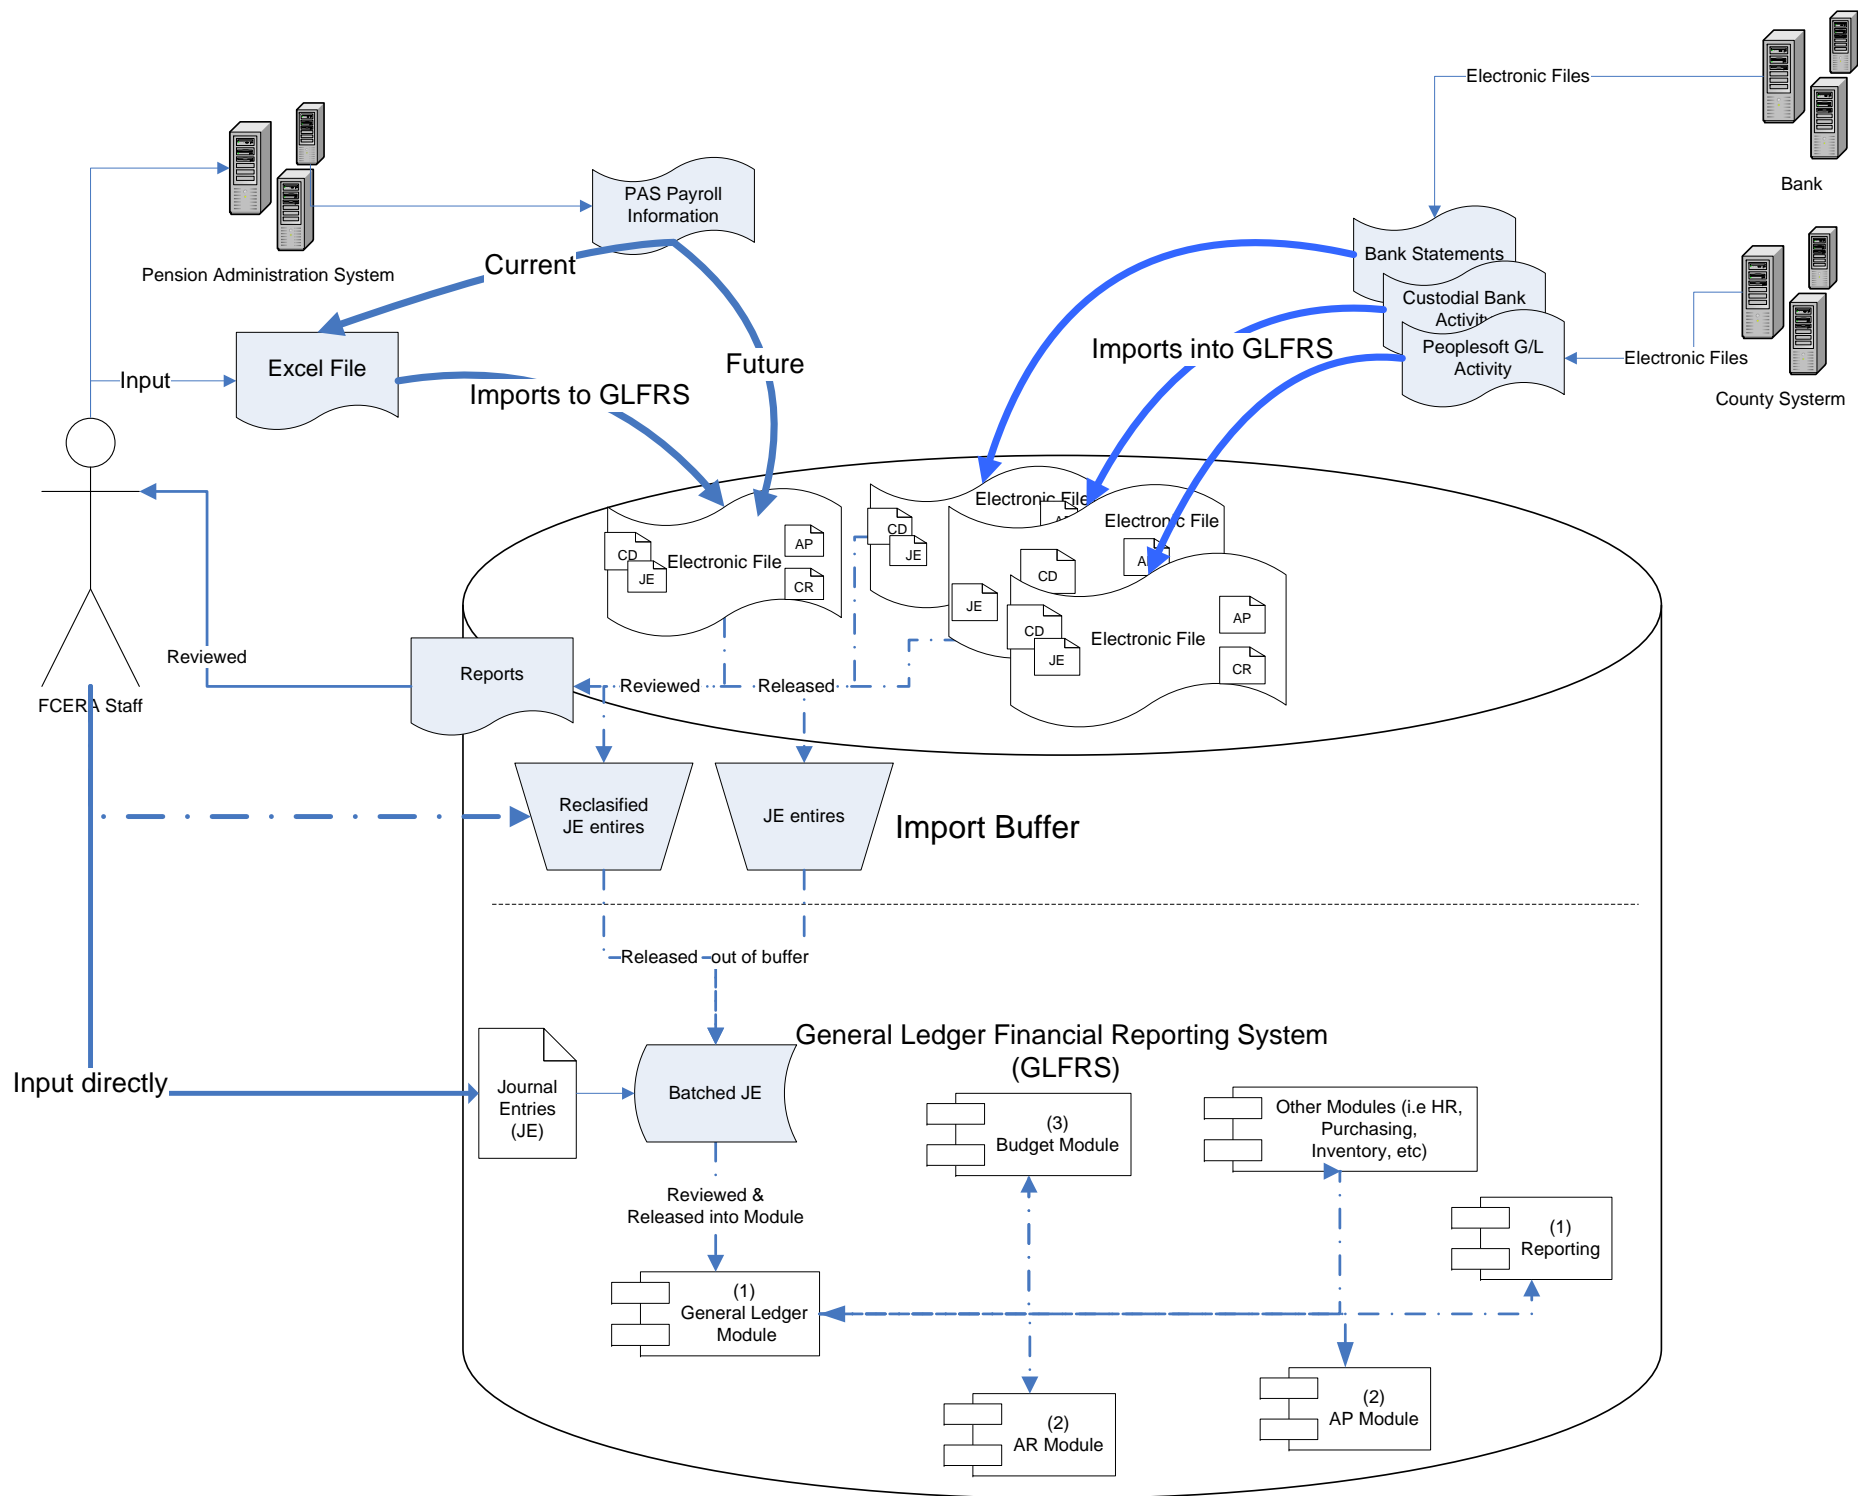 Electronic Files
Bank
PAS Payroll
Information
Pension Administration System
Current
Bank Statements
Custodial Bank
Activity
Peoplesoft G/L
Activity
Electronic Files
County Systerm
Excel File
Input
Imports to GLFRS
Future
Imports into GLFRS
Electronic File
CD
JE
AP
CR
Electronic File
CD
JE
Electronic File
CD
JE
Electronic File
CD
JE
AP
CR
Reviewed
Reports
Reviewed
Released
FCERA Staff
Reclasified
JE entires
JE entires
Import Buffer
Released
out of buffer
General Ledger Financial Reporting System
(GLFRS)
Input directly
Journal
Entries
(JE)
Batched JE
(3)
Budget Module
Other Modules (i.e HR,
Purchasing,
Inventory, etc)
Reviewed &
Released into Module
(1)
Reporting
(1)
General Ledger
Module
(2)
AR Module
(2)
AP Module